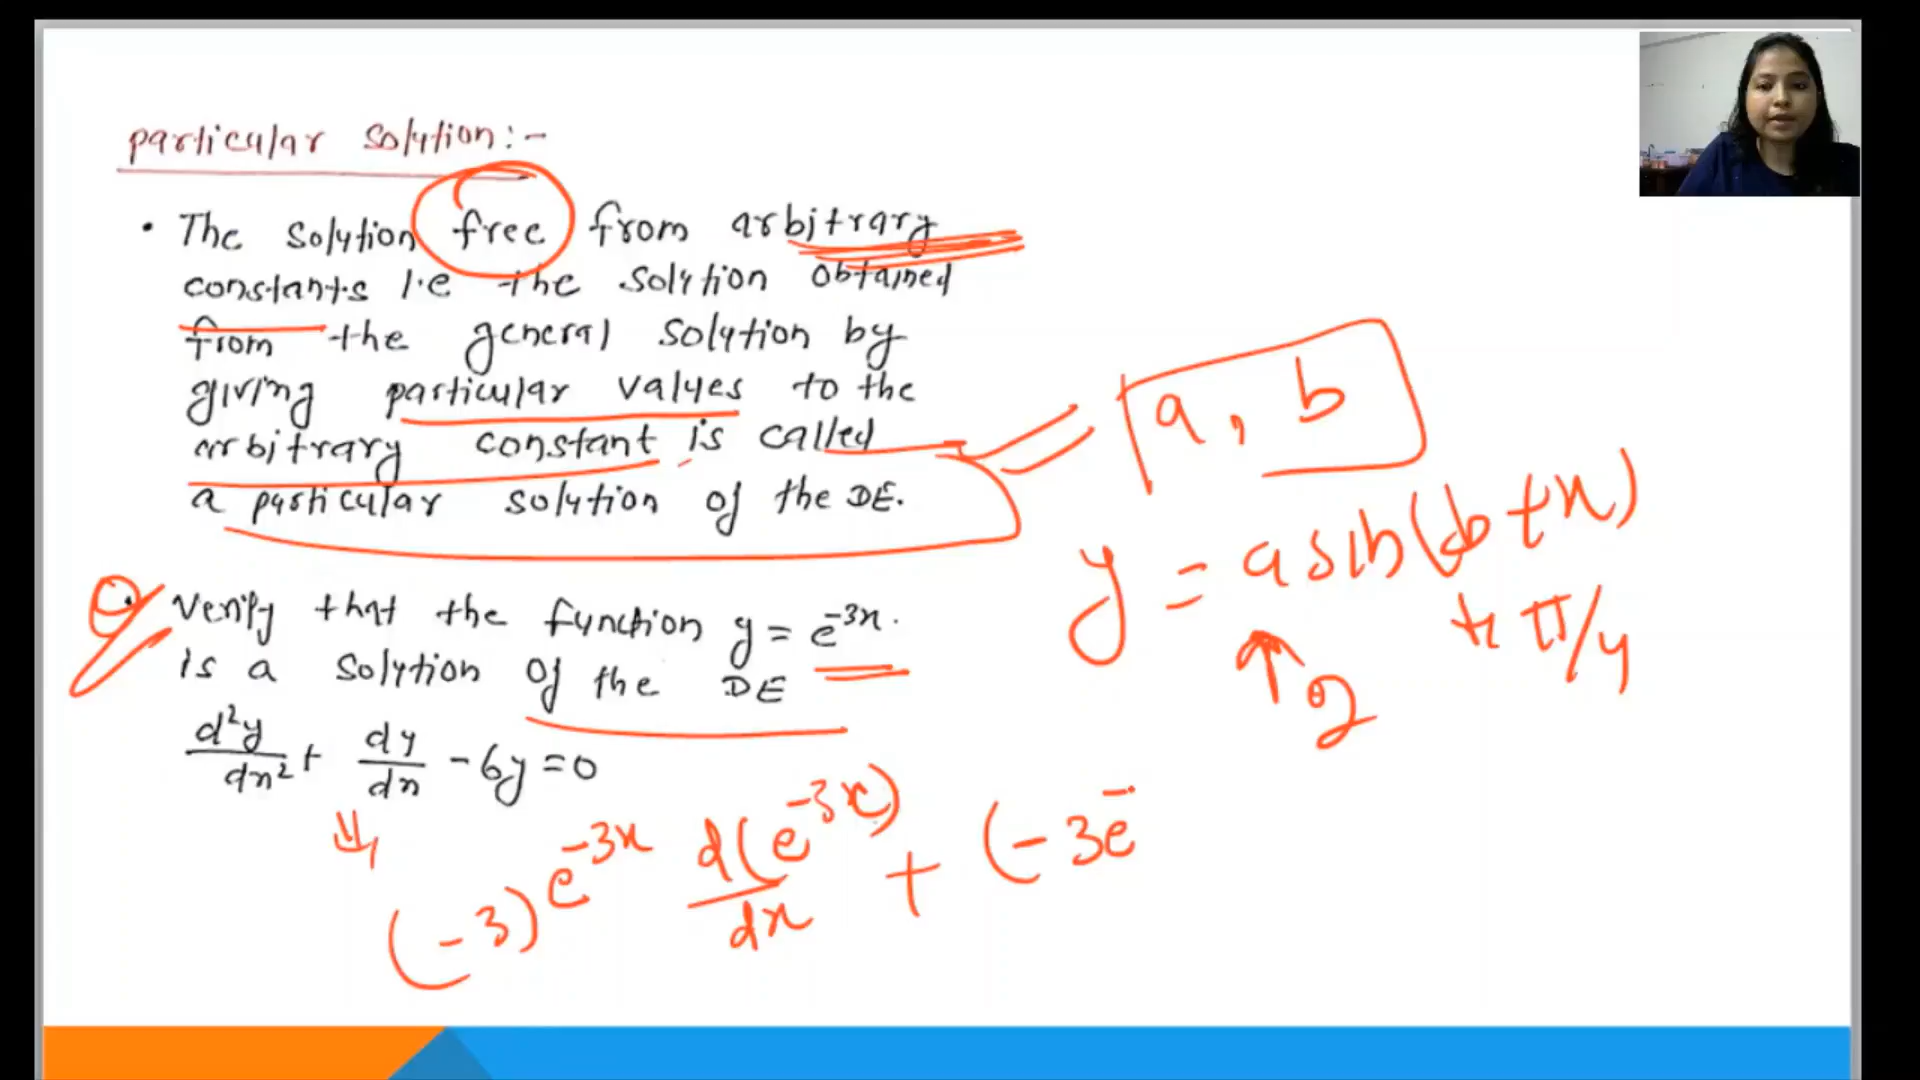 particular solution:-
• The solution free from arbitrary
constants i.e the solution obtained
from the general solution by
giving particular values to the
arbitrary constant is called
a particular solution of the DE.
a, b
y = a sin(b+x)
π/4
2
Verify that the function y = e⁻³ˣ.
is a solution of the DE
d²y/dx² + dy/dx - 6y = 0
(-3) e⁻³ˣ d(e⁻³ˣ)/dx + (-3e⁻